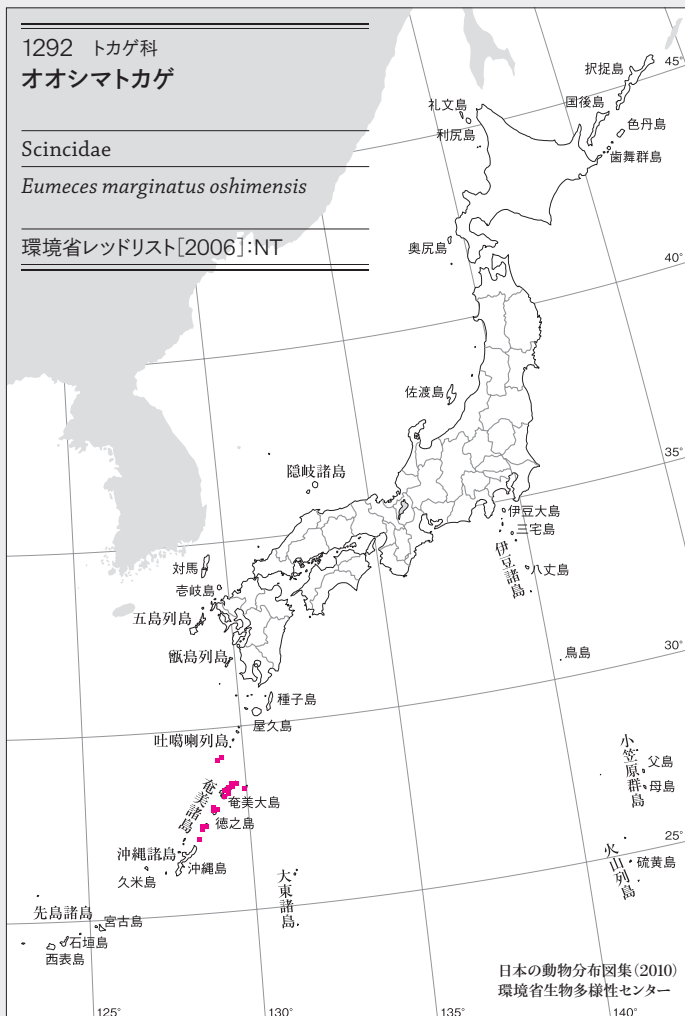 1292 トカゲ科
オオシマトカゲ
Scincidae
Eumeces marginatus oshimensis
環境省レッドリスト[2006]:NT
45°
択捉島
国後島
礼文島
色丹島
利尻島
歯舞群島
奥尻島
40°
佐渡島
35°
隠岐諸島
伊豆大島
三宅島
伊豆諸島
八丈島
対馬
壱岐島
五島列島
甑島列島
鳥島
30°
種子島
屋久島
吐噶喇列島
小笠原群島
父島
母島
奄美諸島
奄美大島
徳之島
25°
沖縄諸島
沖縄島
久米島
火山列島
硫黄島
大東諸島
先島諸島
宮古島
石垣島
西表島
日本の動物分布図集(2010)
環境省生物多様性センター
125°
130°
135°
140°